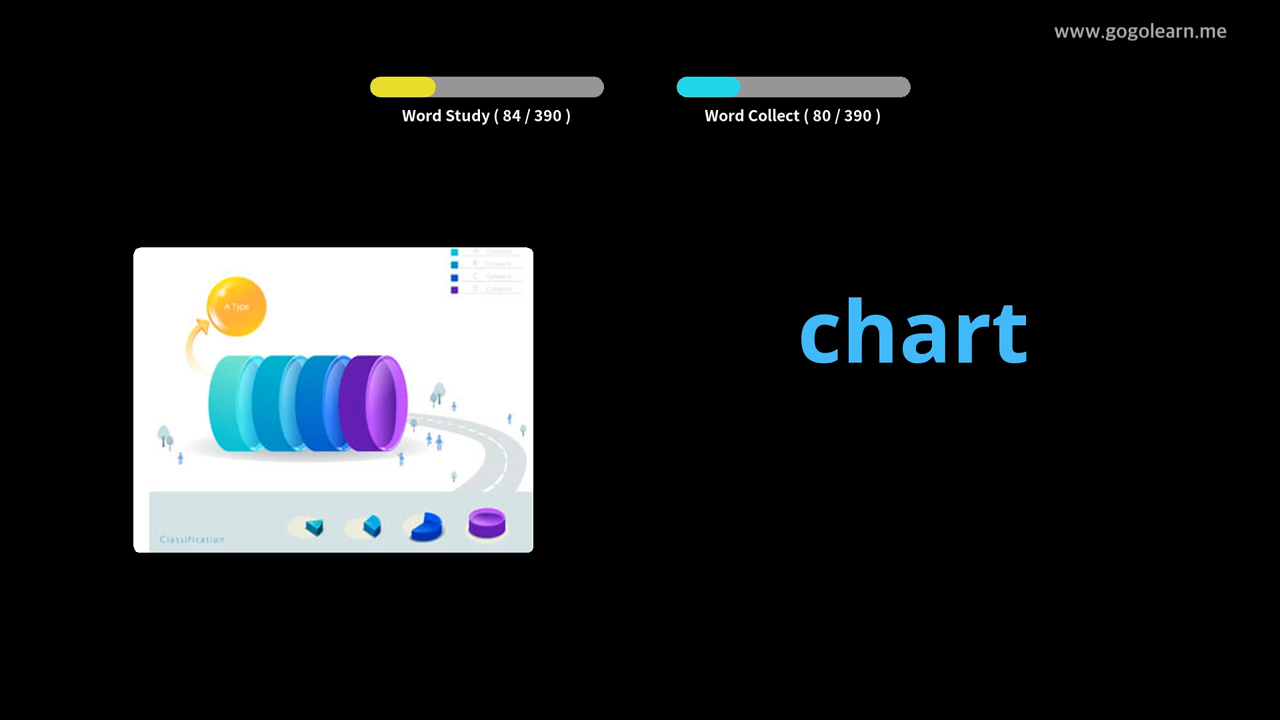 www.gogolearn.me
Word Study ( 84 / 390 )
Word Collect ( 80 / 390 )
A Type
chart
Classification